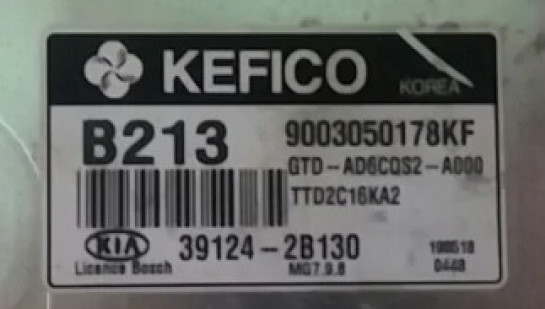 KEFICO
KOREA
B213
9003050178KF
GTD-AD6CQS2-A000
TTD2C16KA2
KIA
39124-2B130
Licence Bosch
MG7.9.8
0448